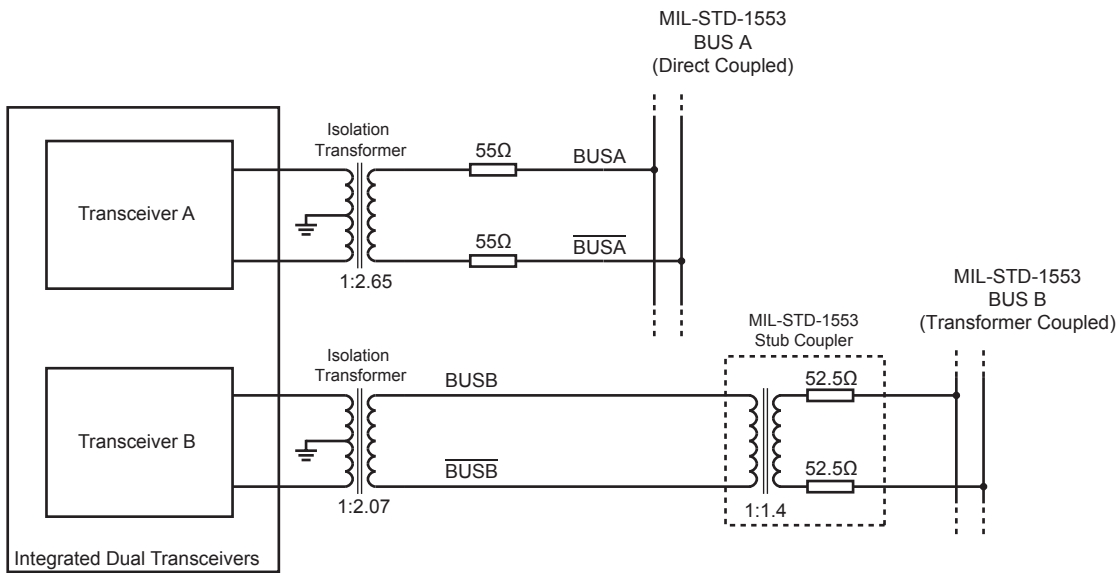 MIL-STD-1553
BUS A
(Direct Coupled)
Isolation
Transformer
55Ω
BUSA
Transceiver A
55Ω
B̅U̅S̅A̅
1:2.65
MIL-STD-1553
BUS B
(Transformer Coupled)
MIL-STD-1553
Stub Coupler
Isolation
Transformer
BUSB
52.5Ω
Transceiver B
B̅U̅S̅B̅
52.5Ω
1:2.07
1:1.4
Integrated Dual Transceivers